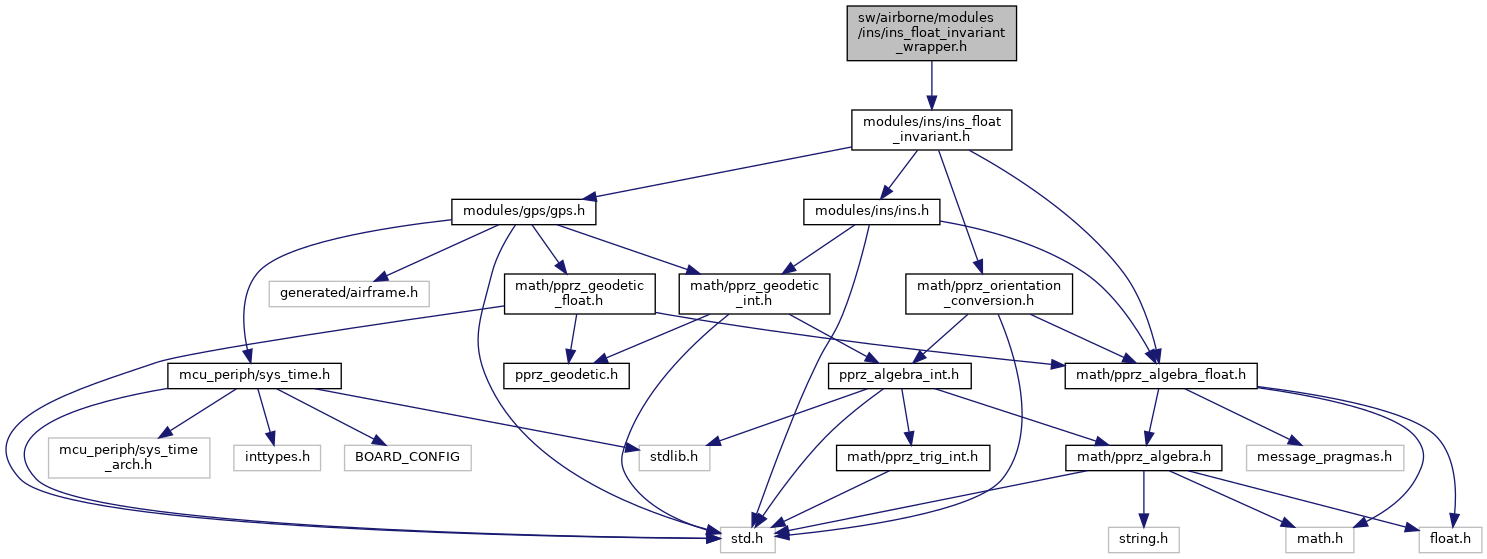 sw/airborne/modules
/ins/ins_float_invariant
_wrapper.h
modules/ins/ins_float
_invariant.h
modules/gps/gps.h
modules/ins/ins.h
generated/airframe.h
math/pprz_geodetic
_float.h
math/pprz_geodetic
_int.h
math/pprz_orientation
_conversion.h
mcu_periph/sys_time.h
pprz_geodetic.h
pprz_algebra_int.h
math/pprz_algebra_float.h
mcu_periph/sys_time
_arch.h
inttypes.h
BOARD_CONFIG
stdlib.h
math/pprz_trig_int.h
math/pprz_algebra.h
message_pragmas.h
std.h
string.h
math.h
float.h